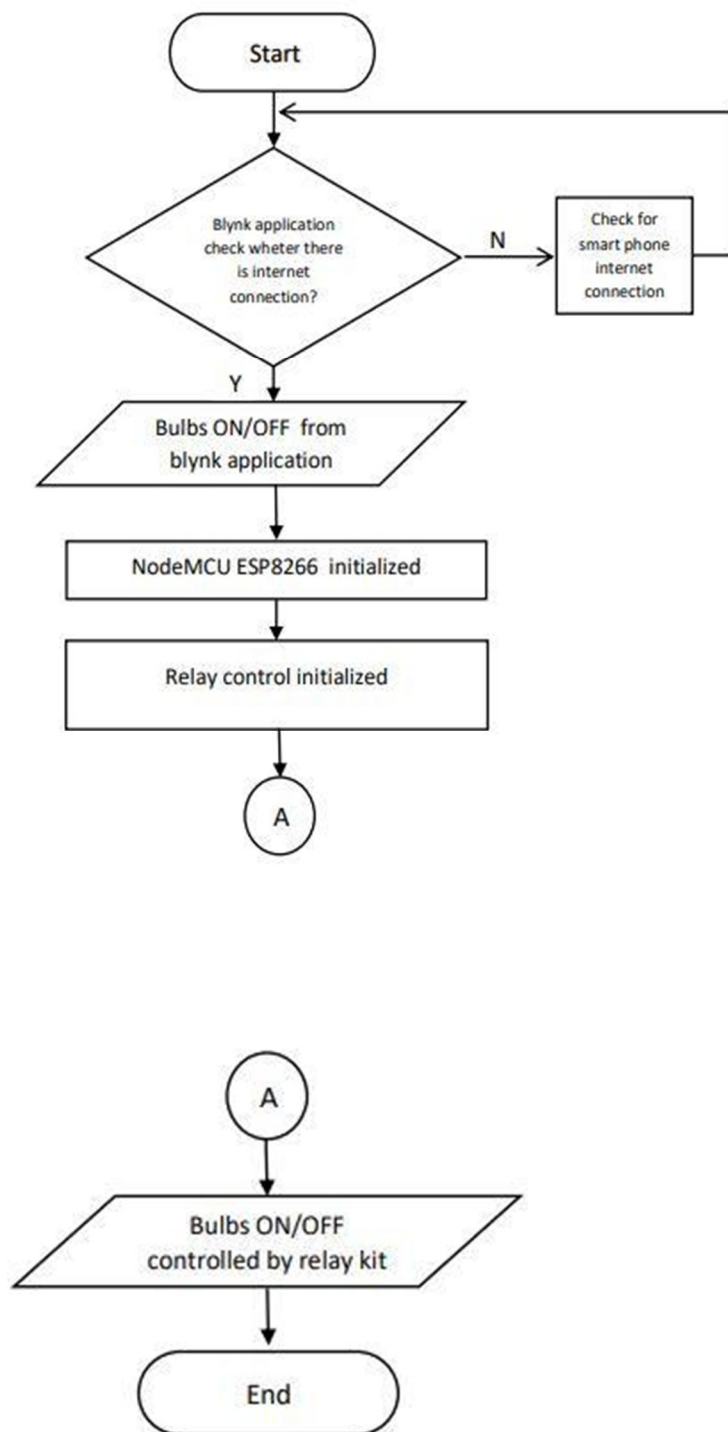 Start
Blynk application
check wheter there
is internet
connection?
N
Check for
smart phone
internet
connection
Y
Bulbs ON/OFF from
blynk application
NodeMCU ESP8266 initialized
Relay control initialized
A
A
Bulbs ON/OFF
controlled by relay kit
End